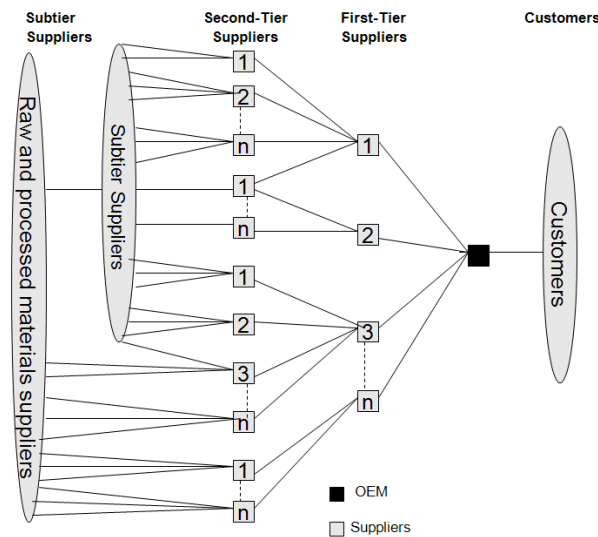 Subtier
Suppliers
Second-Tier
Suppliers
First-Tier
Suppliers
Customers
Raw and processed materials suppliers
Subtier Suppliers
1
2
n
1
n
1
2
3
n
1
n
1
2
3
n
Customers
OEM
Suppliers